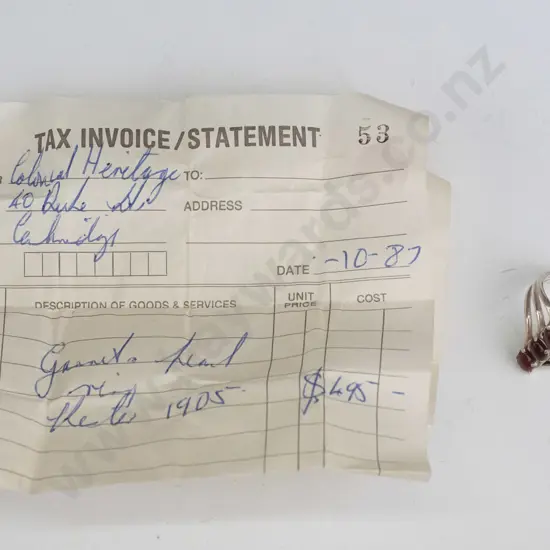 TAX INVOICE/STATEMENT 53
Colonial Heritage TO:
40 Duke St ADDRESS
Cambridge
DATE -10-87
DESCRIPTION OF GOODS & SERVICES UNIT PRICE COST
Garnet & Pearl
ring
1905 $495 -